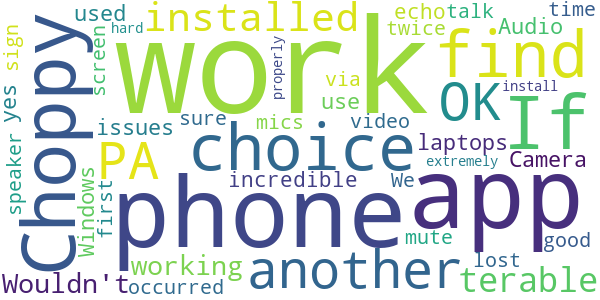 used
installed
echo
talk
time
sign
hard
twice
Audio
find
Choppy
work
properly
screen
via
install
yes
OK
If
use
sure
issues
mics
video
PA
choice
laptops
Camera
speaker
incredible
We
extremely
Windows
first
phone
app
mute
good
working
another
lost
terable
Wouldn't
occurred